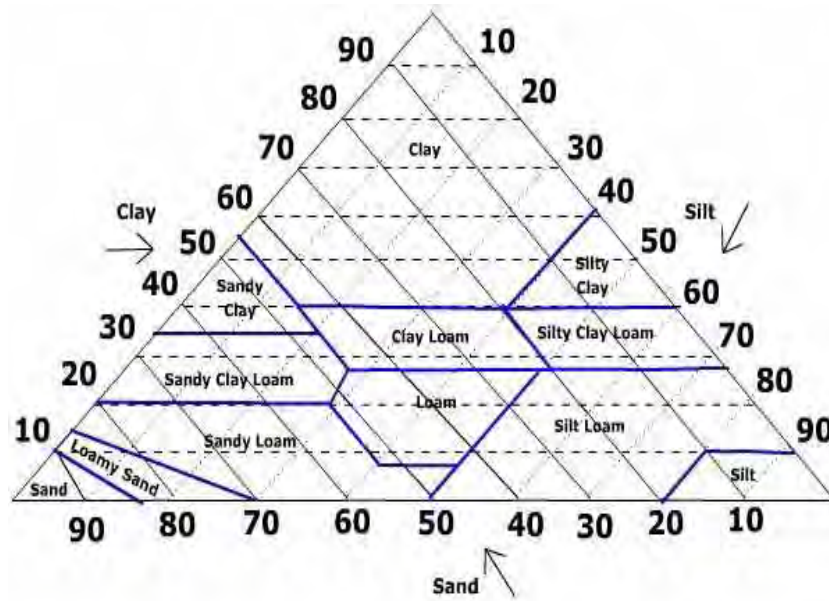 90 10
80 20
Clay
70 30
60 40
Clay Silt
50 50
Sandy Clay
Silty Clay
40 60
Clay Loam Silty Clay Loam
30 70
Sandy Clay Loam
20 80
Loam
Sandy Loam Silt Loam
10 90
Loamy Sand
Sand Silt
90 80 70 60 50 40 30 20 10
Sand